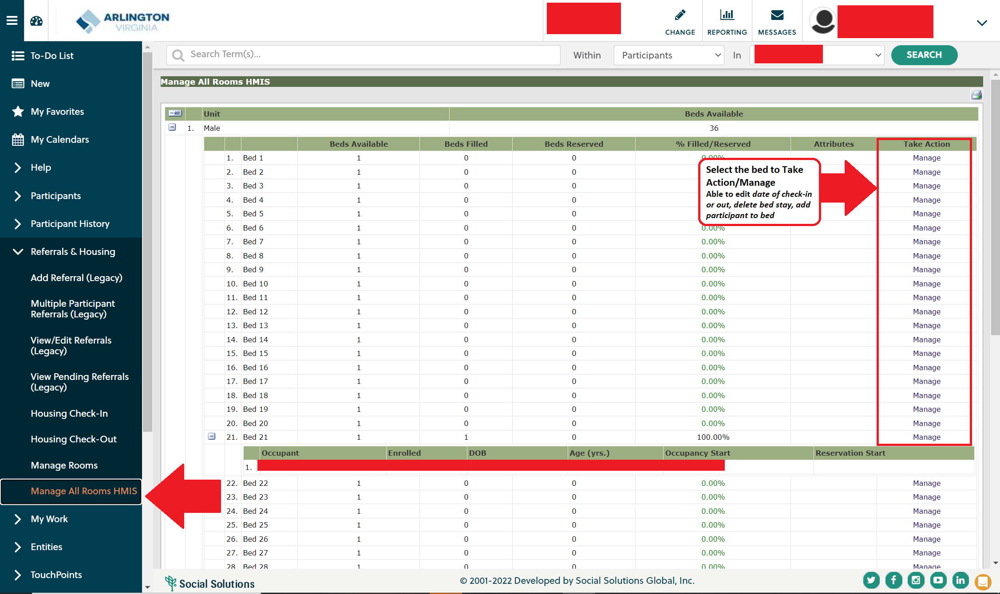 ARLINGTON
VIRGINIA
CHANGE
REPORTING
MESSAGES
Search Term(s)...
Within
Participants
In
SEARCH
To-Do List
New
My Favorites
My Calendars
Help
Participants
Participant History
Referrals & Housing
Add Referral (Legacy)
Multiple Participant
Referrals (Legacy)
View/Edit Referrals
(Legacy)
View Pending Referrals
(Legacy)
Housing Check-In
Housing Check-Out
Manage Rooms
Manage All Rooms HMIS
My Work
Entities
TouchPoints
Manage All Rooms HMIS
All Unit Beds Available
1. Male 36
Beds Available Beds Filled Beds Reserved % Filled/Reserved Attributes Take Action
1. Bed 1 1 0 0 0.00% Manage
2. Bed 2 1 0 0 Manage
3. Bed 3 1 0 0 Manage
4. Bed 4 1 0 0 Manage
5. Bed 5 1 0 0 Manage
6. Bed 6 1 0 0 0.00% Manage
7. Bed 7 1 0 0 0.00% Manage
8. Bed 8 1 0 0 0.00% Manage
9. Bed 9 1 0 0 0.00% Manage
10. Bed 10 1 0 0 0.00% Manage
11. Bed 11 1 0 0 0.00% Manage
12. Bed 12 1 0 0 0.00% Manage
13. Bed 13 1 0 0 0.00% Manage
14. Bed 14 1 0 0 0.00% Manage
15. Bed 15 1 0 0 0.00% Manage
16. Bed 16 1 0 0 0.00% Manage
17. Bed 17 1 0 0 0.00% Manage
18. Bed 18 1 0 0 0.00% Manage
19. Bed 19 1 0 0 0.00% Manage
20. Bed 20 1 0 0 0.00% Manage
21. Bed 21 1 1 0 100.00% Manage
Occupant Enrolled DOB Age (yrs.) Occupancy Start Reservation Start
1.
22. Bed 22 1 0 0 0.00% Manage
23. Bed 23 1 0 0 0.00% Manage
24. Bed 24 1 0 0 0.00% Manage
25. Bed 25 1 0 0 0.00% Manage
26. Bed 26 1 0 0 0.00% Manage
27. Bed 27 1 0 0 0.00% Manage
28. Bed 28 1 0 0 0.00% Manage
Select the bed to Take
Action/Manage
Able to edit date of check-in
or out, delete bed stay, add
participant to bed
Social Solutions
© 2001-2022 Developed by Social Solutions Global, Inc.